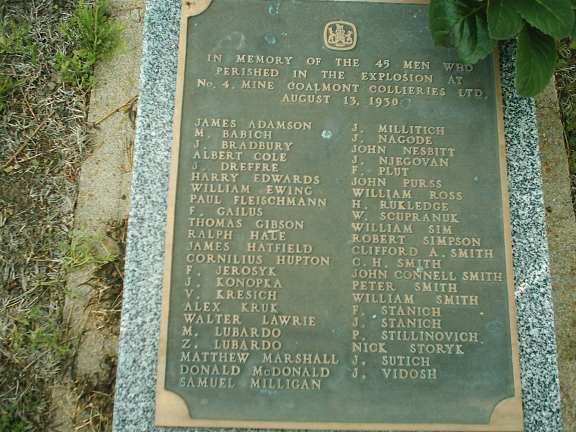 IN MEMORY OF THE 45 MEN WHO
PERISHED IN THE EXPLOSION AT
No. 4. MINE COALMONT COLLIERIES LTD.
AUGUST 13, 1930
JAMES ADAMSON
M. BABICH
J. BRADBURY
ALBERT COLE
D. DREFFRE
HARRY EDWARDS
WILLIAM EWING
PAUL FLEISCHMANN
F. GAILUS
THOMAS GIBSON
RALPH HALE
JAMES HATFIELD
CORNILIUS HUPTON
F. JEROSYK
J. KONOPKA
V. KRESICH
ALEX KRUK
WALTER LAWRIE
M. LUBARDO
Z. LUBARDO
MATTHEW MARSHALL
DONALD McDONALD
SAMUEL MILLIGAN
J. MILLITICH
J. NAGODE
JOHN NESBITT
J. NJEGOVAN
F. PLUT
JOHN PURSS
WILLIAM ROSS
H. RUKLEDGE
W. SCUPRANUK
WILLIAM SIM
ROBERT SIMPSON
CLIFFORD A. SMITH
C. H. SMITH
JOHN CONNELL SMITH
PETER SMITH
WILLIAM SMITH
F. STANICH
J. STANICH
P. STILLINOVICH
NICK STORYK
J. SUTICH
J. VIDOSH